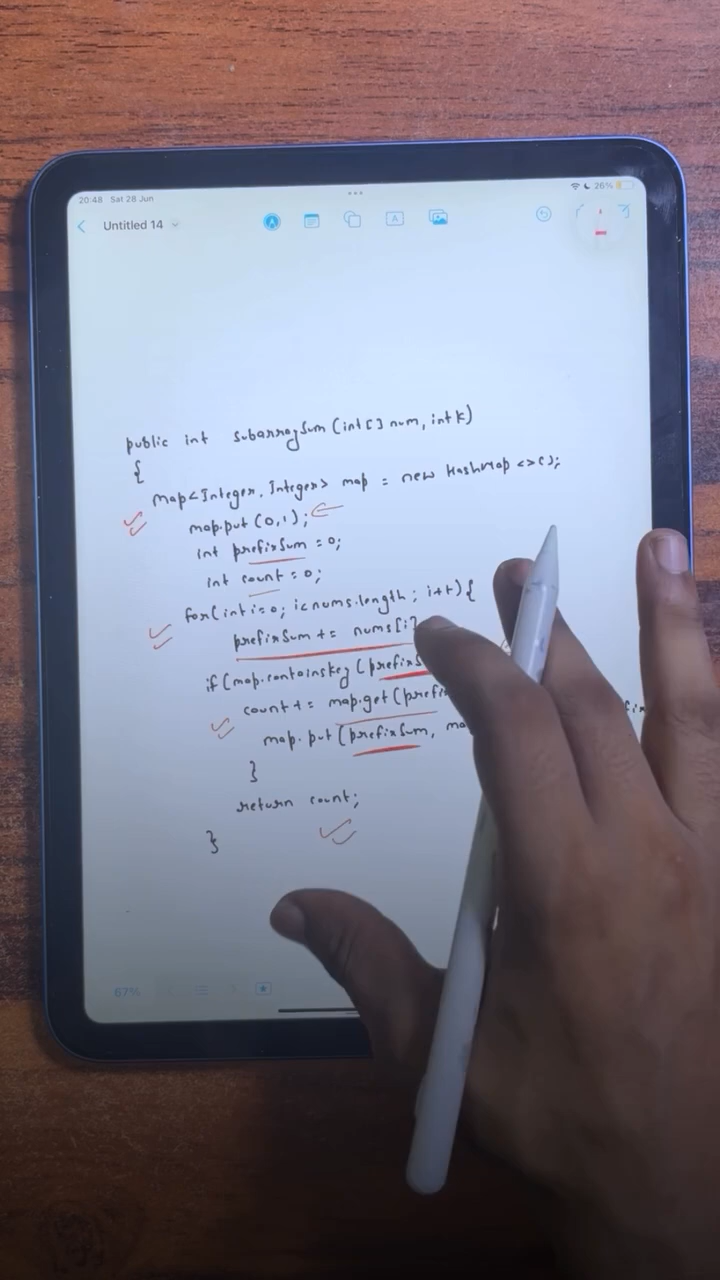 20:48 Sat 28 Jun
26%
Untitled 14
public int subarraySum (int[] num, int k)
{
Map<Integer, Integer> map = new HashMap <>();
map.put (0,1);
int prefixSum = 0;
int count = 0;
for(int i=0; i<nums.length; i++){
prefixSum += nums[i]
if (map.containskey (prefixS
count += map.get (prefi
map.put (prefixSum, ma
}
return count;
}
67%